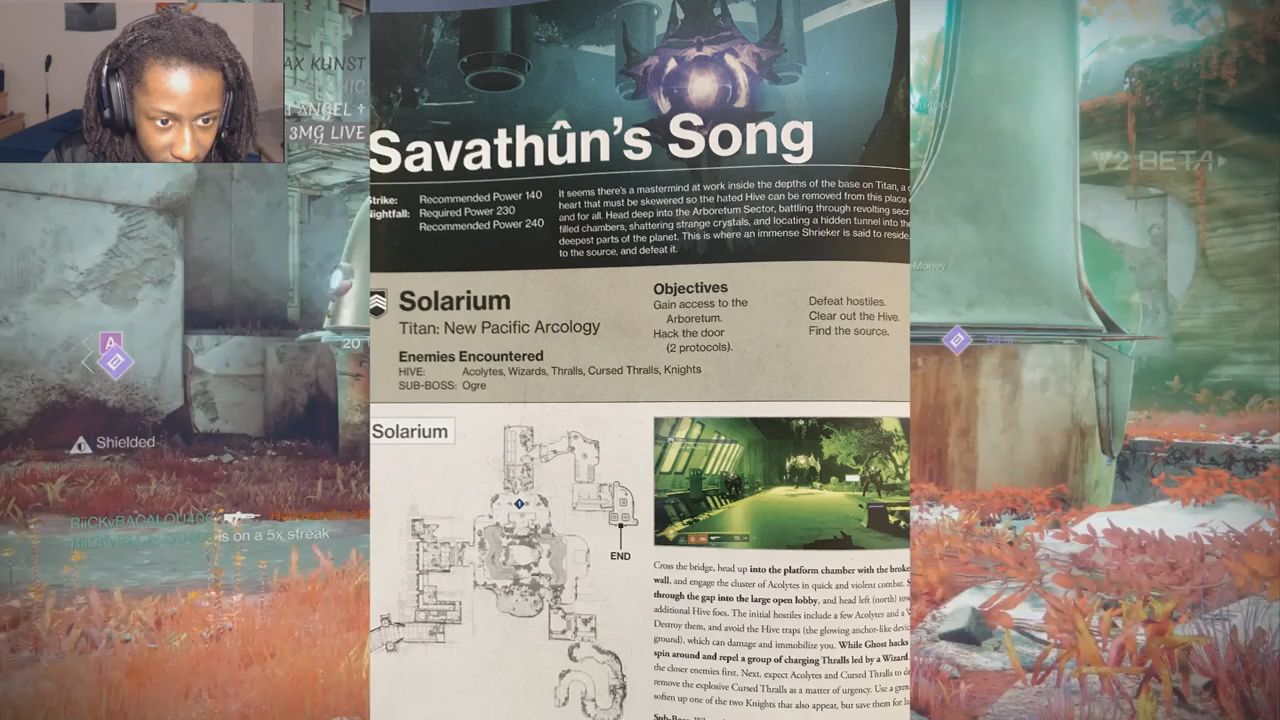 AX KUNST
ANGEL †
3MG LIVE
Savathûn's Song
Strike: Recommended Power 140
Nightfall: Required Power 230
Recommended Power 240
It seems there's a mastermind at work inside the depths of the base on Titan, a
heart that must be skewered so the hated Hive can be removed from this place
and for all. Head deep into the Arboretum Sector, battling through revolting
filled chambers, shattering strange crystals, and locating a hidden tunnel into the
deepest parts of the planet. This is where an immense Shrieker is said to reside
to the source, and defeat it.
Solarium
Titan: New Pacific Arcology
Enemies Encountered
HIVE: Acolytes, Wizards, Thralls, Cursed Thralls, Knights
SUB-BOSS: Ogre
Objectives
Gain access to the
Arboretum.
Hack the door
(2 protocols).
Defeat hostiles.
Clear out the Hive.
Find the source.
Solarium
END
Cross the bridge, head up into the platform chamber with the
wall, and engage the cluster of Acolytes in quick and violent combat.
through the gap into the large open lobby, and head left (north)
additional Hive foes. The initial hostiles include a few Acolytes and a
Destroy them, and avoid the Hive traps (the glowing anchor-like
ground), which can damage and immobilize you. While Ghost hacks
spin around and repel a group of charging Thralls led by a Wizard.
the closer enemies first. Next, expect Acolytes and Cursed Thralls to
remove the explosive Cursed Thralls as a matter of urgency. Use a
soften up one of the two Knights that also appear, but save them for
A
20
Shielded
is on a 5x streak
2 BETA